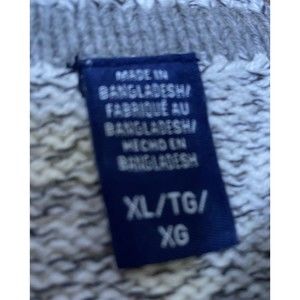 MADE IN
BANGLADESH/
FABRIQUÉ AU
BANGLADESH/
HECHO EN
BANGLADESH
XL/TG/
XG